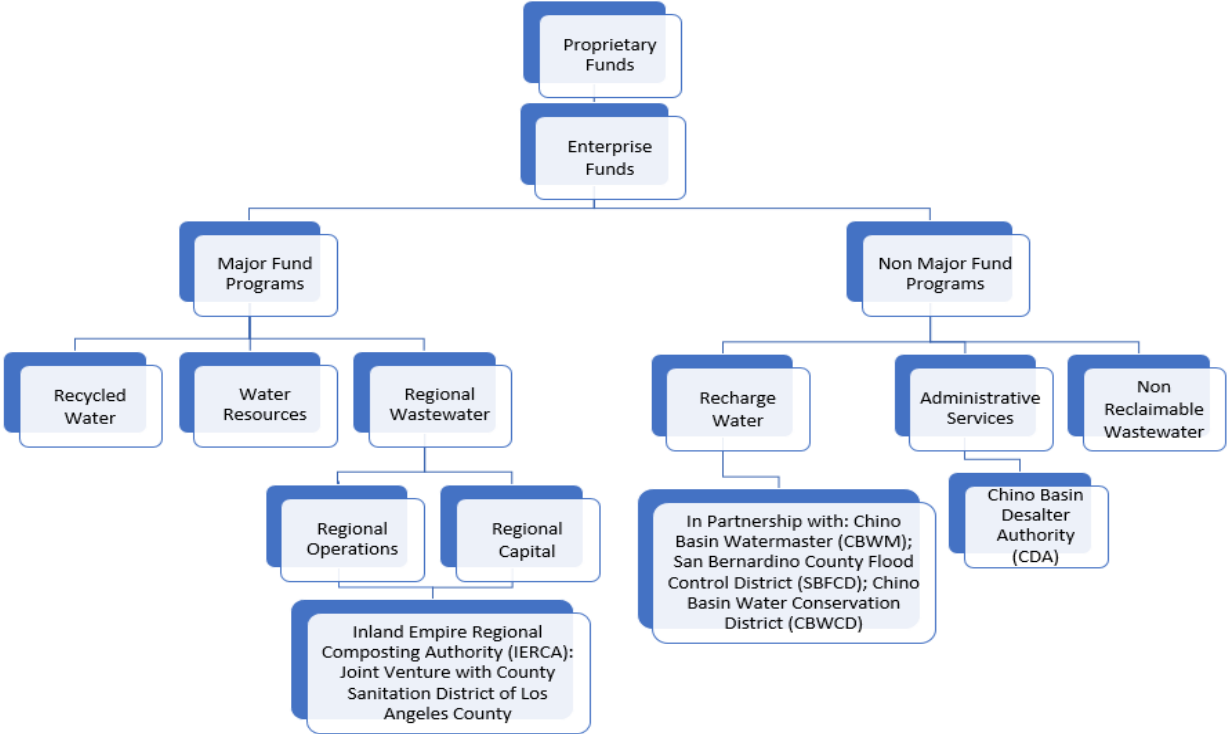 Proprietary
Funds
Enterprise
Funds
Major Fund
Programs
Non Major Fund
Programs
Recycled
Water
Water
Resources
Regional
Wastewater
Recharge
Water
Administrative
Services
Non
Reclaimable
Wastewater
Regional
Operations
Regional
Capital
In Partnership with: Chino
Basin Watermaster (CBWM);
San Bernardino County Flood
Control District (SBFCD); Chino
Basin Water Conservation
District (CBWCD)
Chino Basin
Desalter
Authority
(CDA)
Inland Empire Regional
Composting Authority (IERCA):
Joint Venture with County
Sanitation District of Los
Angeles County